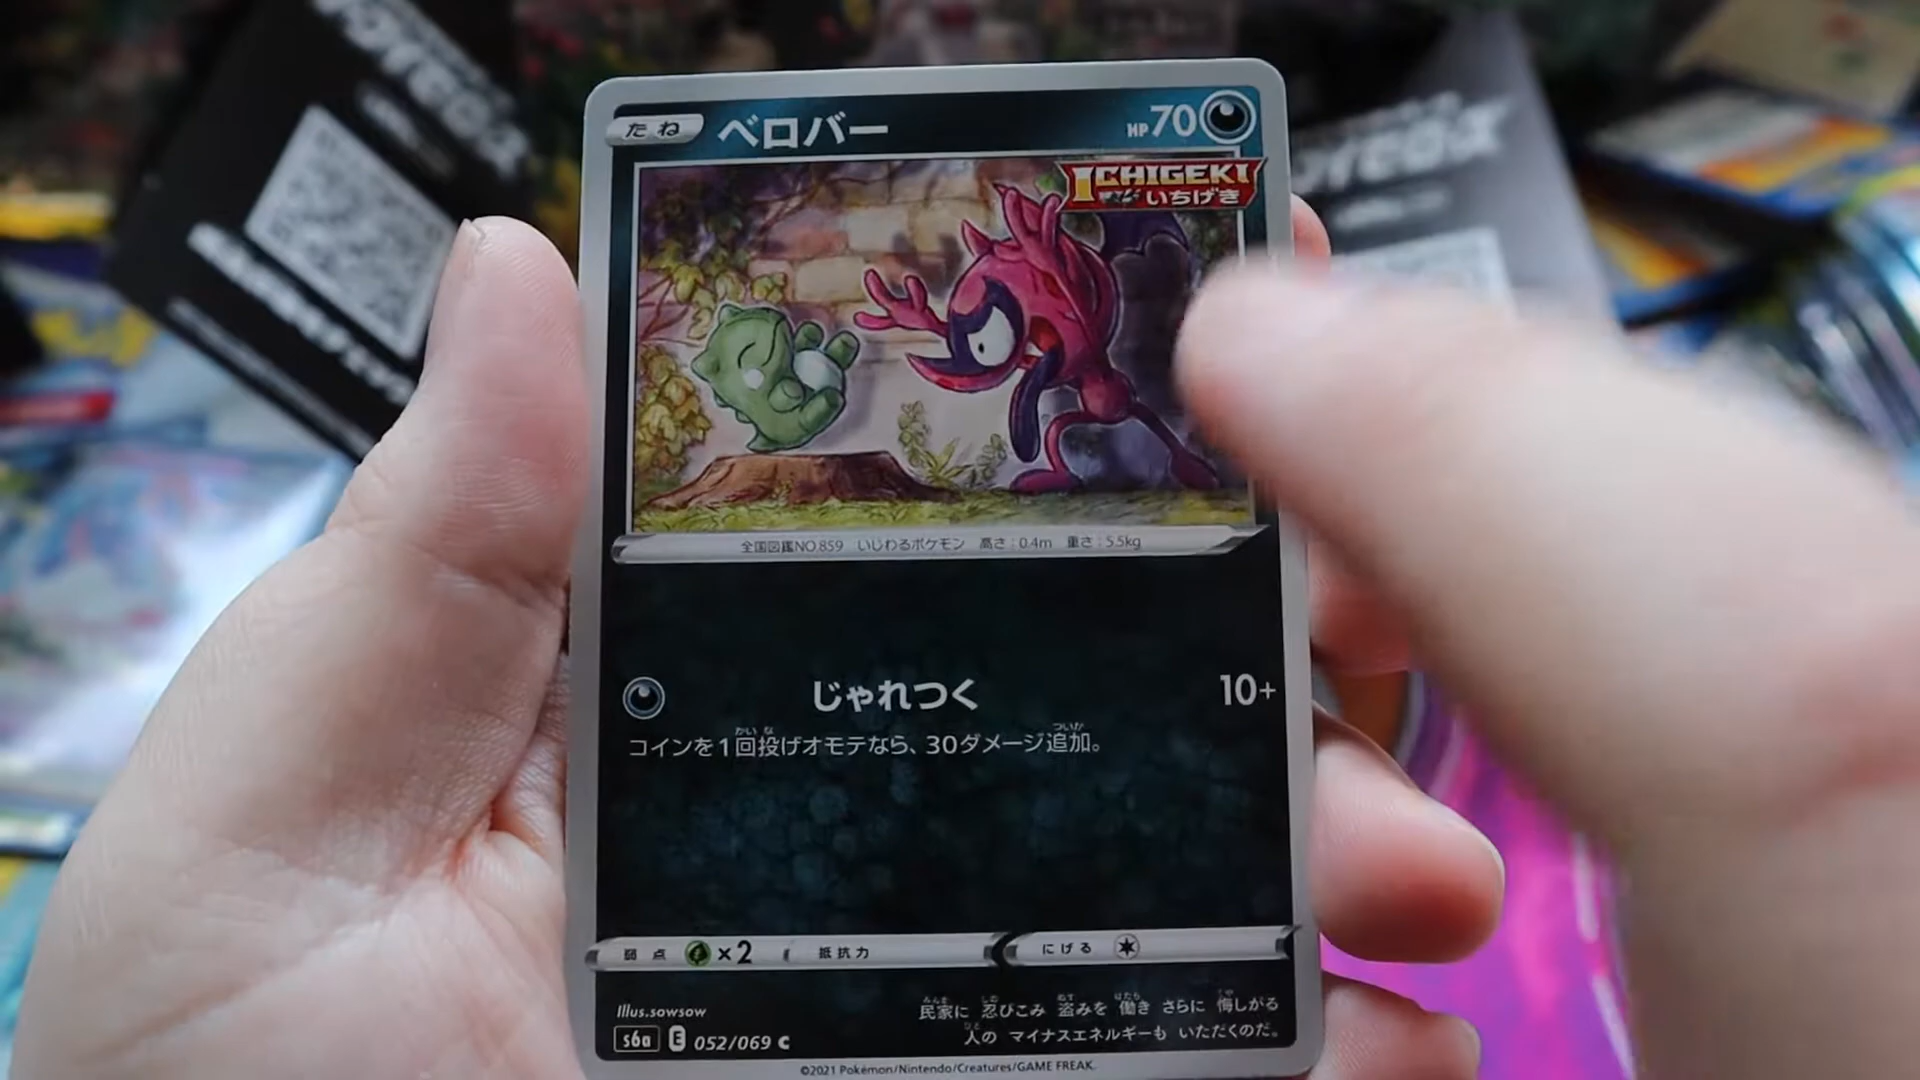 たね ベロバー HP70
ICHIGEKI
いちげき
全国図鑑NO.859 いじわるポケモン 高さ：0.4m 重さ：5.5kg
じゃれつく 10+
コインを1回投げオモテなら、30ダメージ追加。
弱点 ×2 抵抗力 にげる
Illus.sowsow
民家に 忍びこみ 盗みを 働き さらに 悔しがる
人の マイナスエネルギーも いただくのだ。
s6a E 052/069 C
©2021 Pokémon/Nintendo/Creatures/GAME FREAK.